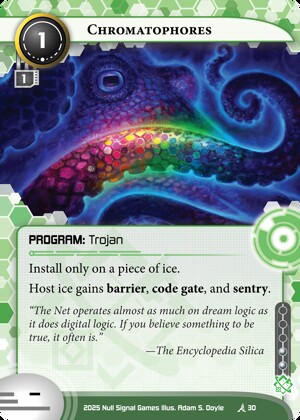 Chromatophores
1
1
PROGRAM: Trojan
Install only on a piece of ice.
Host ice gains barrier, code gate, and sentry.
“The Net operates almost as much on dream logic as
it does digital logic. If you believe something to be
true, it often is.”
—The Encyclopedia Silica
2025 Null Signal Games Illus. Adam S. Doyle
30